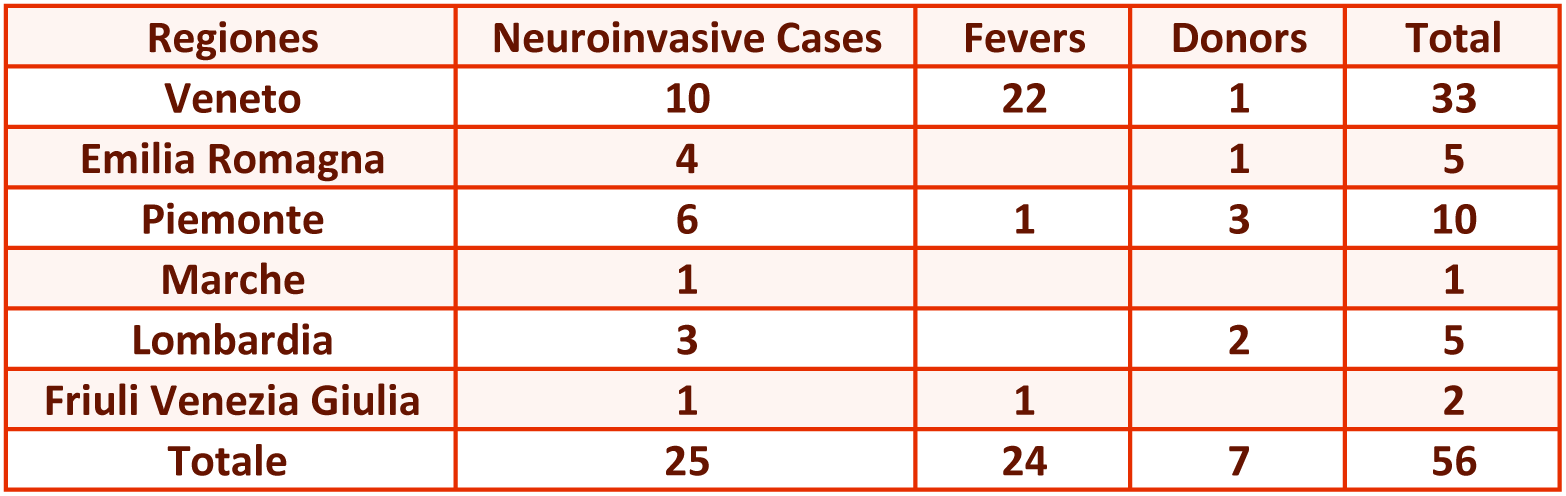 Regiones Neuroinvasive Cases Fevers Donors Total
Veneto 10 22 1 33
Emilia Romagna 4 1 5
Piemonte 6 1 3 10
Marche 1 1
Lombardia 3 2 5
Friuli Venezia Giulia 1 1 2
Totale 25 24 7 56